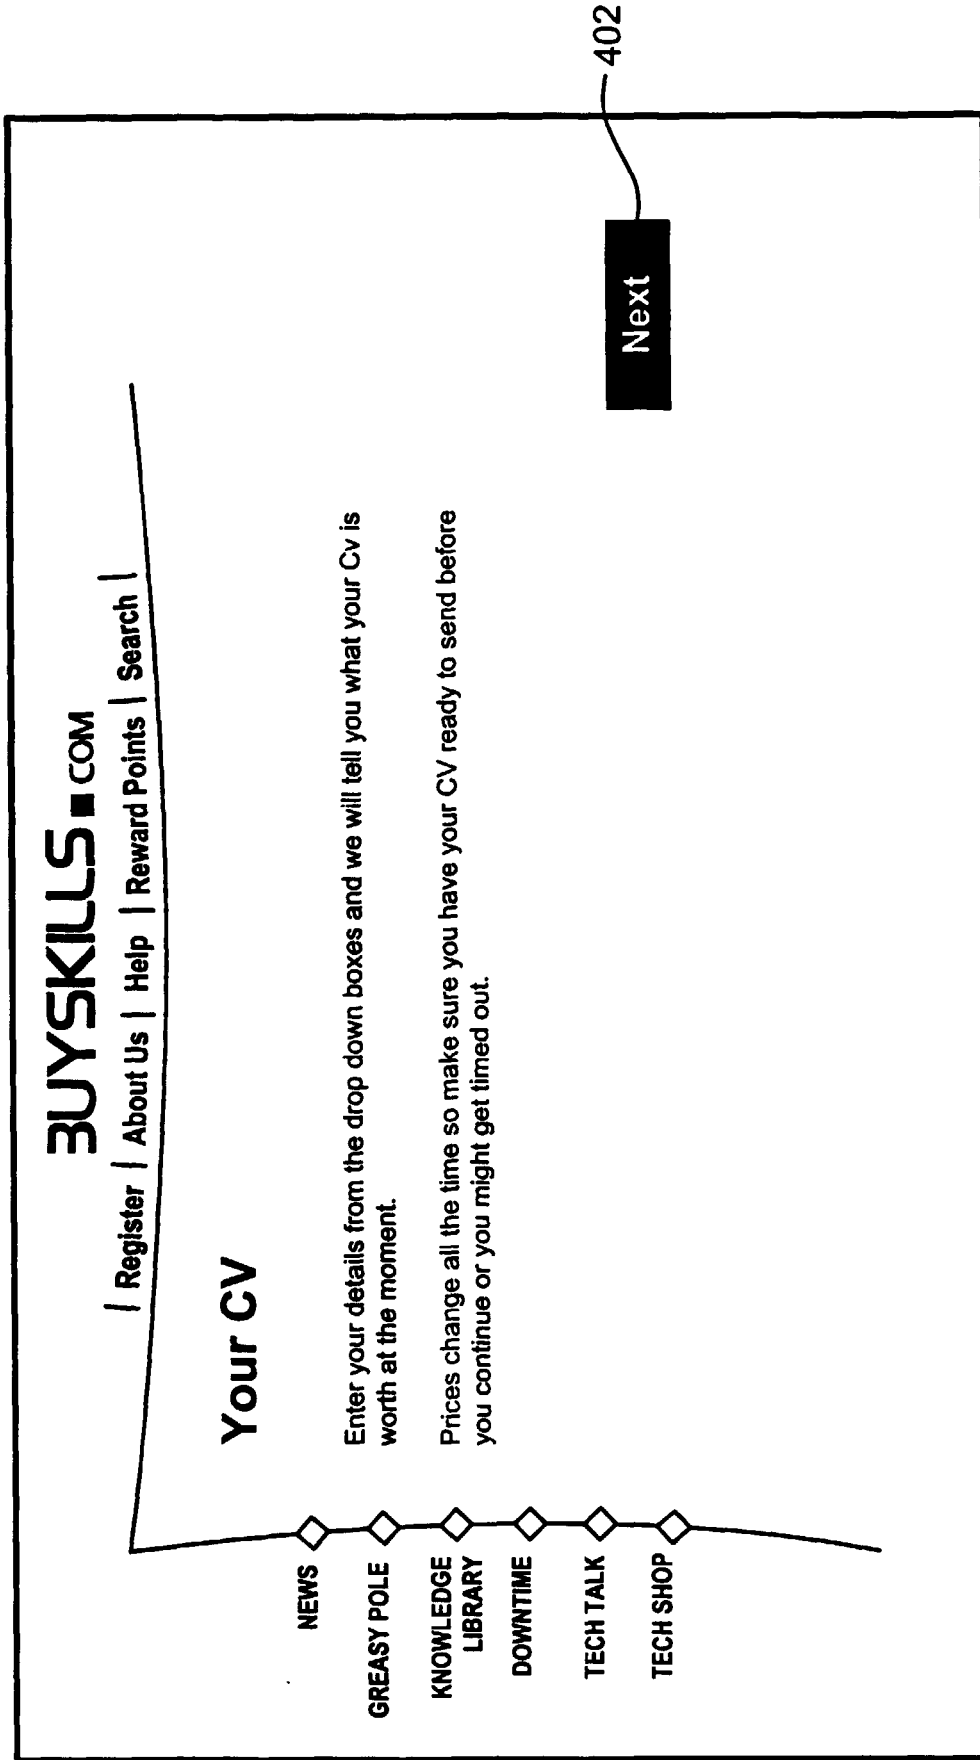 BUYSKILLS.COM
| Register | About Us | Help | Reward Points | Search |
Your CV
Enter your details from the drop down boxes and we will tell you what your Cv is
worth at the moment.
Prices change all the time so make sure you have your CV ready to send before
you continue or you might get timed out.
NEWS
GREASY POLE
KNOWLEDGE
LIBRARY
DOWNTIME
TECH TALK
TECH SHOP
Next
402